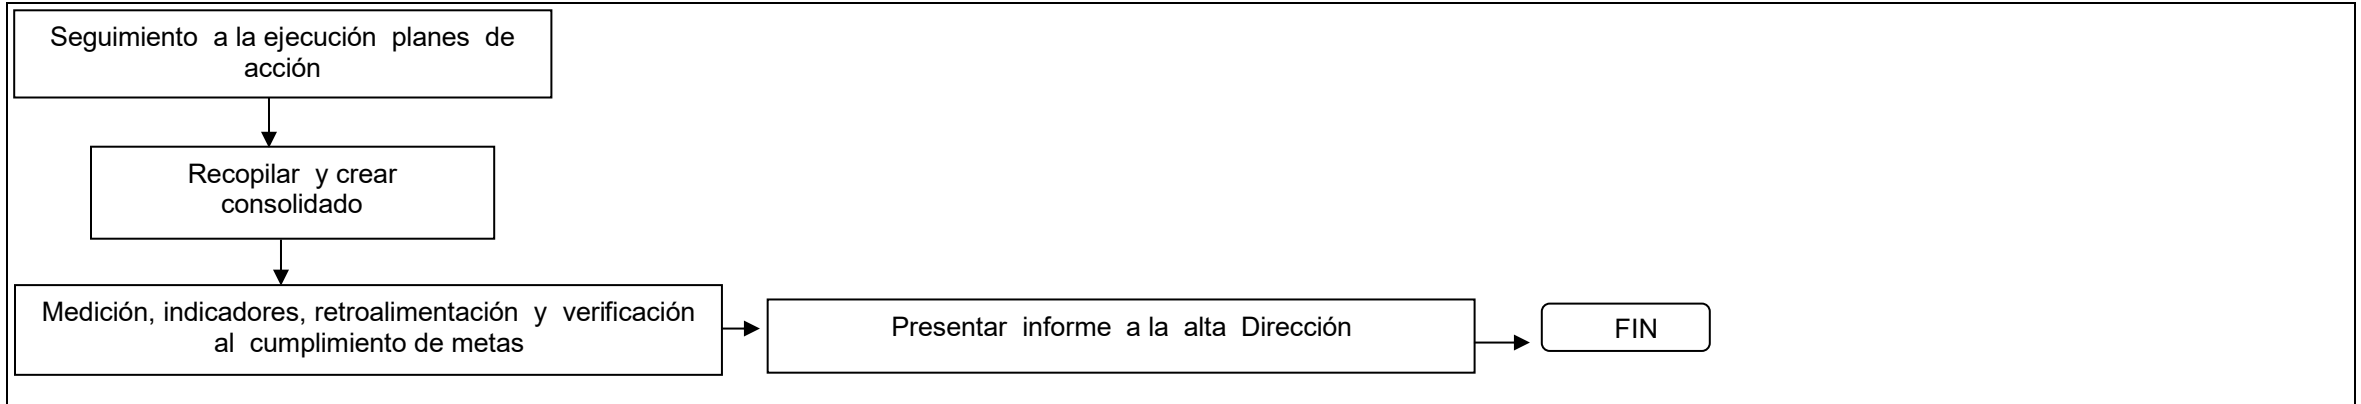 Seguimiento a la ejecución planes de
acción
Recopilar y crear
consolidado
Medición, indicadores, retroalimentación y verificación
al cumplimiento de metas
Presentar informe a la alta Dirección
FIN